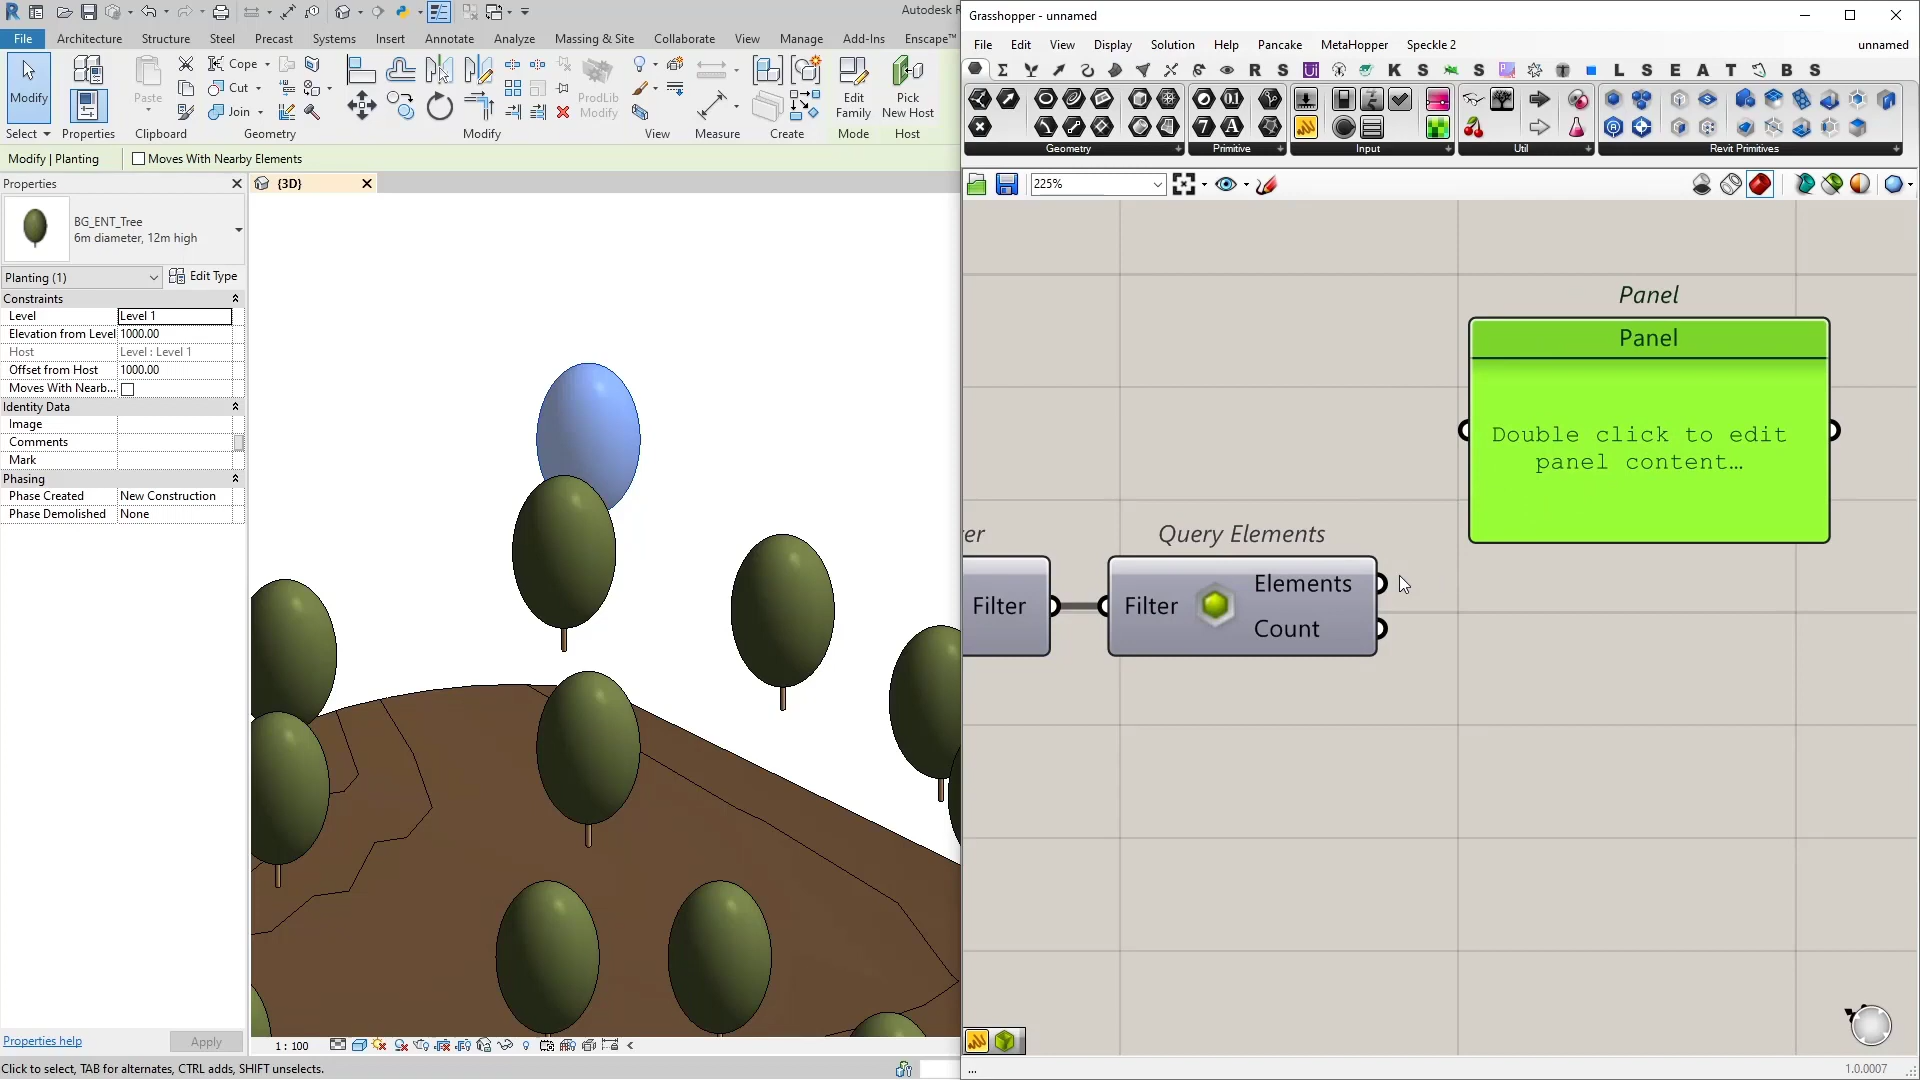 Autodesk R
File
Architecture
Structure
Steel
Precast
Systems
Insert
Annotate
Analyze
Massing & Site
Collaborate
View
Manage
Add-Ins
Enscape™
Modify
Paste
Cope
Cut
Join
ProdLib
Modify
Edit
Family
Pick
New Host
Select
Properties
Clipboard
Geometry
Modify
View
Measure
Create
Mode
Host
Modify | Planting
Moves With Nearby Elements
Properties
BG_ENT_Tree
6m diameter, 12m high
Planting (1)
Edit Type
Constraints
Level
Level 1
Elevation from Level
1000.00
Host
Level : Level 1
Offset from Host
1000.00
Moves With Nearb...
Identity Data
Image
Comments
Mark
Phasing
Phase Created
New Construction
Phase Demolished
None
Properties help
Apply
{3D}
1 : 100
Click to select, TAB for alternates, CTRL adds, SHIFT unselects.
Grasshopper - unnamed
File
Edit
View
Display
Solution
Help
Pancake
MetaHopper
Speckle 2
unnamed
R S K S S L S E A T B S
Geometry
Primitive
Input
Util
Revit Primitives
225%
Panel
Panel
Double click to edit
panel content…
Query Elements
Filter
Filter
Elements
Count
...
1.0.0007